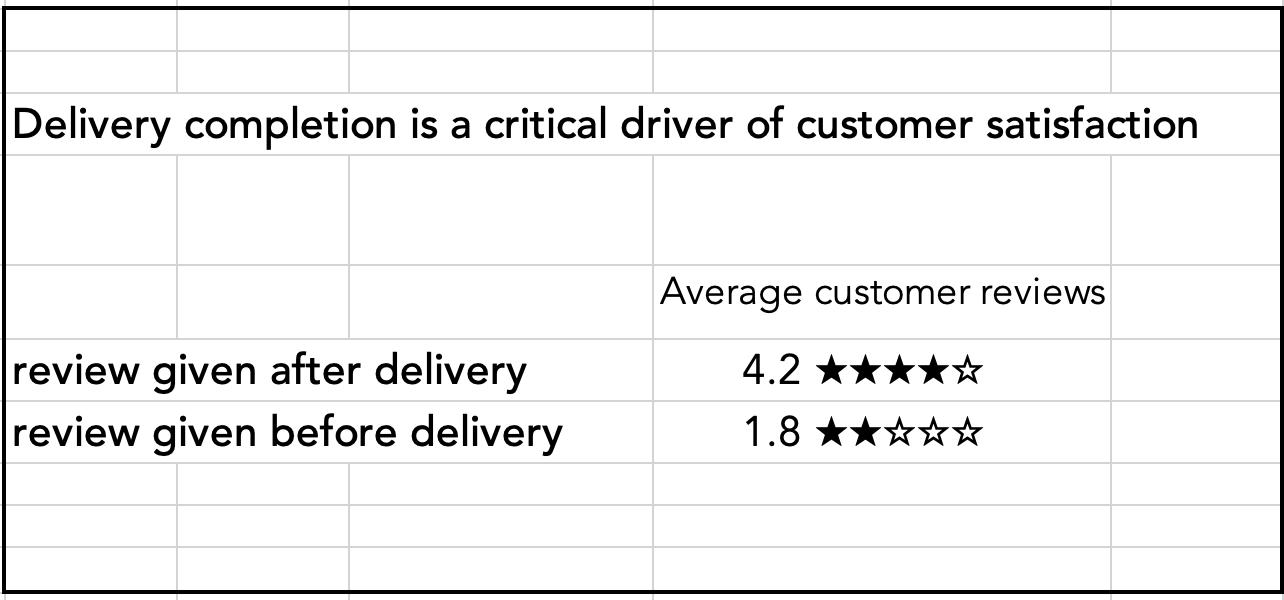 Delivery completion is a critical driver of customer satisfaction
Average customer reviews
review given after delivery 4.2 ★★★★☆
review given before delivery 1.8 ★★☆☆☆